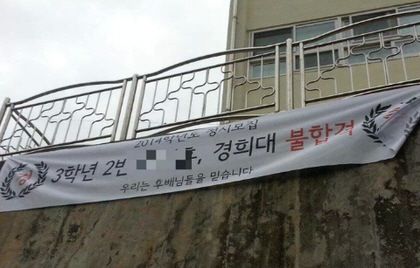 2014학년도 정시모집
3학년 2반 , 경희대 불합격
우리는 후배님들을 믿습니다